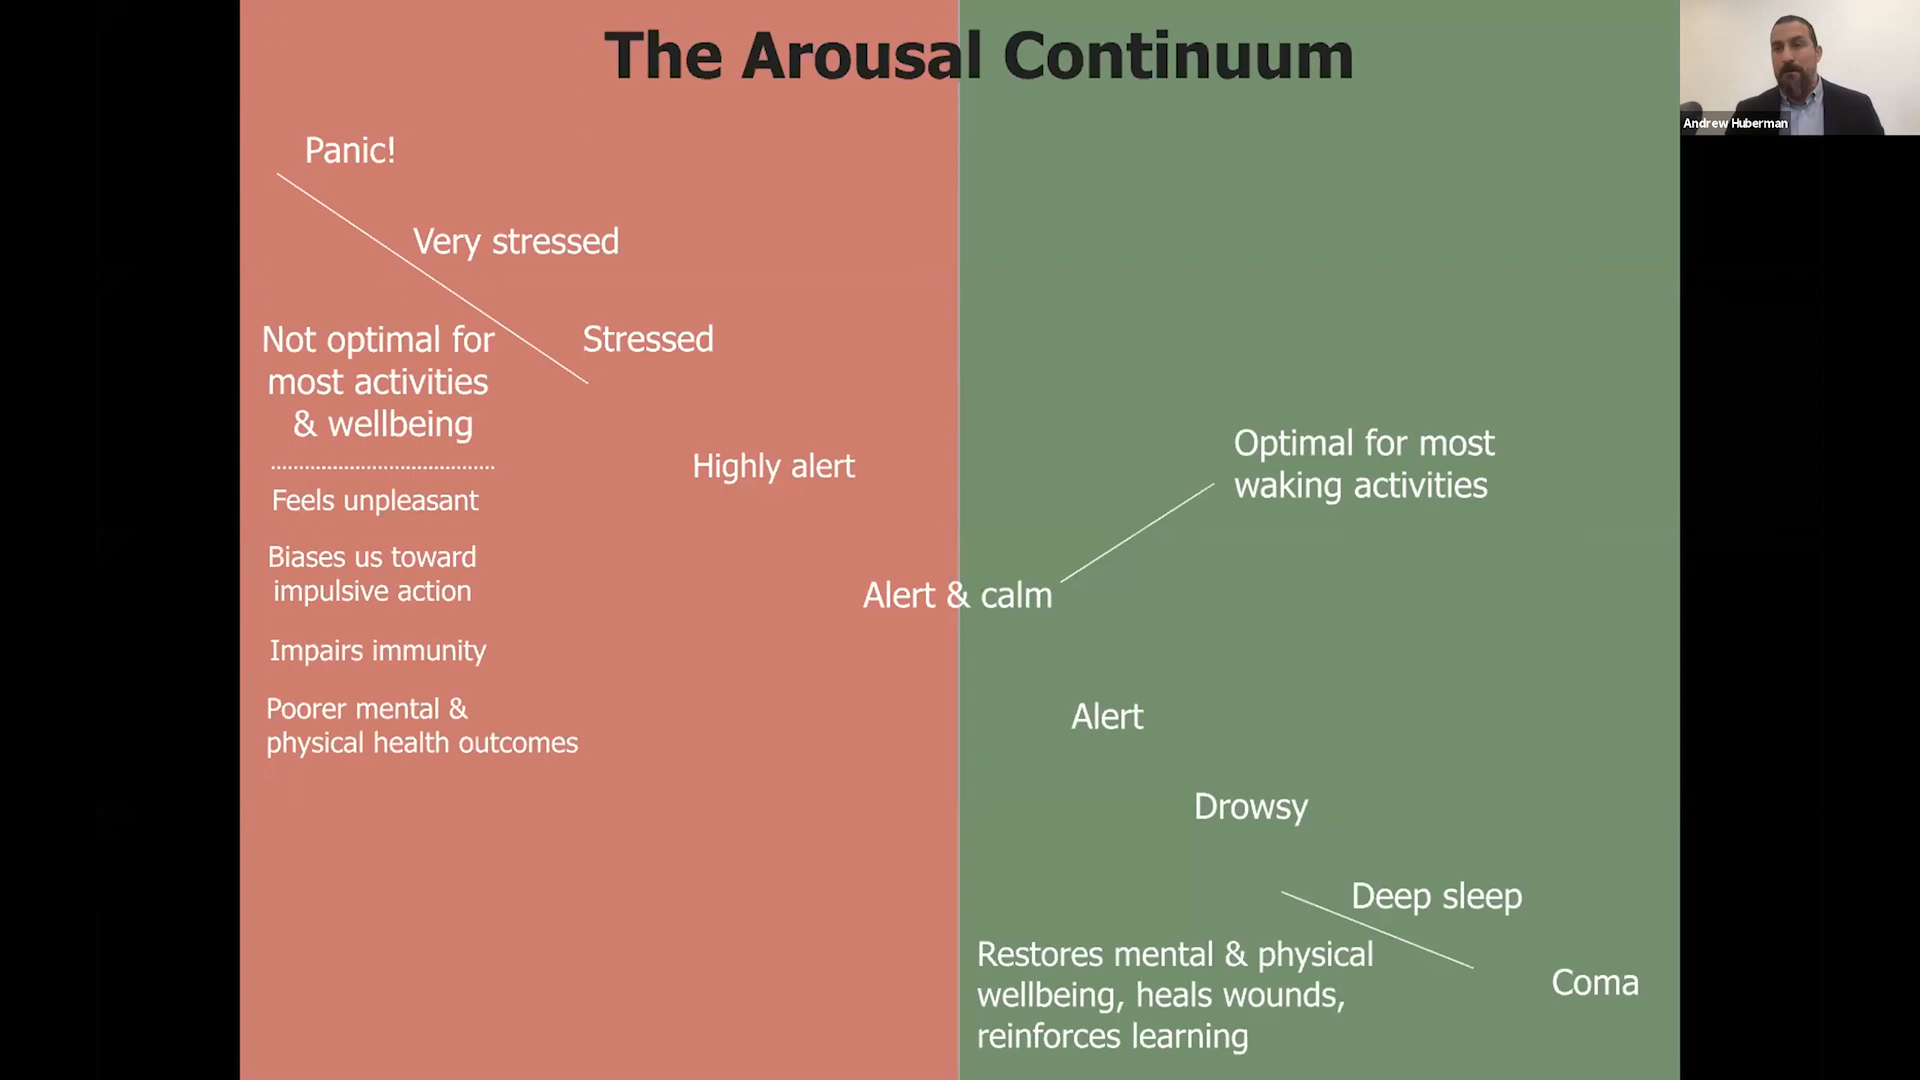 The Arousal Continuum
Andrew Huberman
Panic!
Very stressed
Stressed
Not optimal for
most activities
& wellbeing
Feels unpleasant
Biases us toward
impulsive action
Impairs immunity
Poorer mental &
physical health outcomes
Highly alert
Alert & calm
Optimal for most
waking activities
Alert
Drowsy
Deep sleep
Coma
Restores mental & physical
wellbeing, heals wounds,
reinforces learning